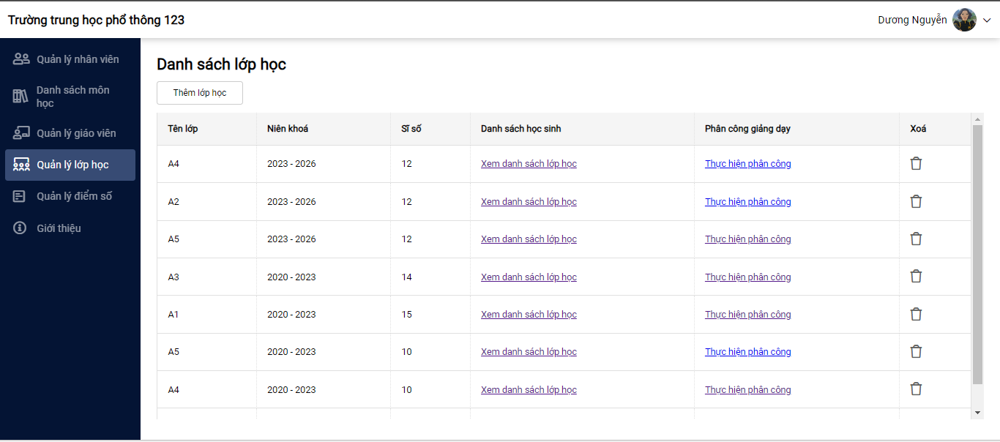 Trường trung học phổ thông 123
Dương Nguyễn
Quản lý nhân viên
Danh sách môn
học
Quản lý giáo viên
Quản lý lớp học
Quản lý điểm số
Giới thiệu
Danh sách lớp học
Thêm lớp học
Tên lớp Niên khoá Sĩ số Danh sách học sinh Phân công giảng dạy Xoá
A4 2023 - 2026 12 Xem danh sách lớp học Thực hiện phân công
A2 2023 - 2026 12 Xem danh sách lớp học Thực hiện phân công
A5 2023 - 2026 12 Xem danh sách lớp học Thực hiện phân công
A3 2020 - 2023 14 Xem danh sách lớp học Thực hiện phân công
A1 2020 - 2023 15 Xem danh sách lớp học Thực hiện phân công
A5 2020 - 2023 10 Xem danh sách lớp học Thực hiện phân công
A4 2020 - 2023 10 Xem danh sách lớp học Thực hiện phân công